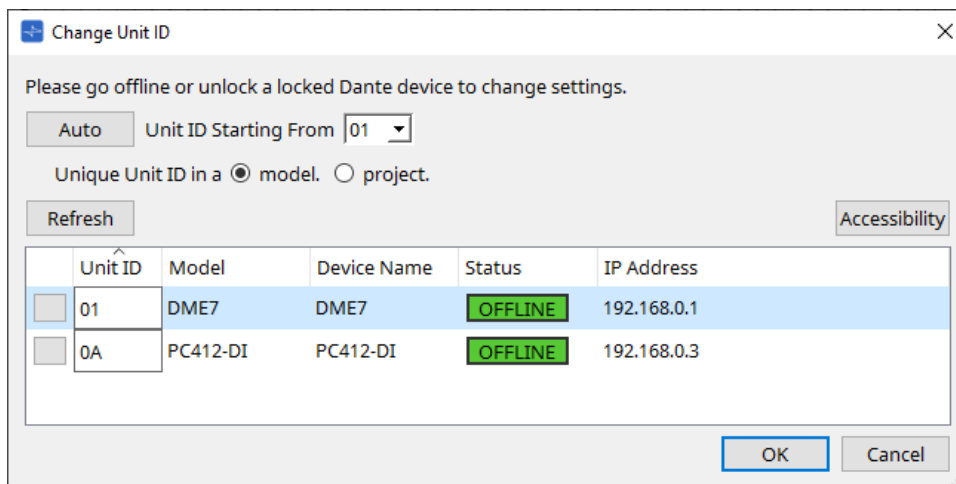 Change Unit ID
Please go offline or unlock a locked Dante device to change settings.
Auto Unit ID Starting From 01
Unique Unit ID in a model. project.
Refresh Accessibility
Unit ID Model Device Name Status IP Address
01 DME7 DME7 OFFLINE 192.168.0.1
0A PC412-DI PC412-DI OFFLINE 192.168.0.3
OK Cancel